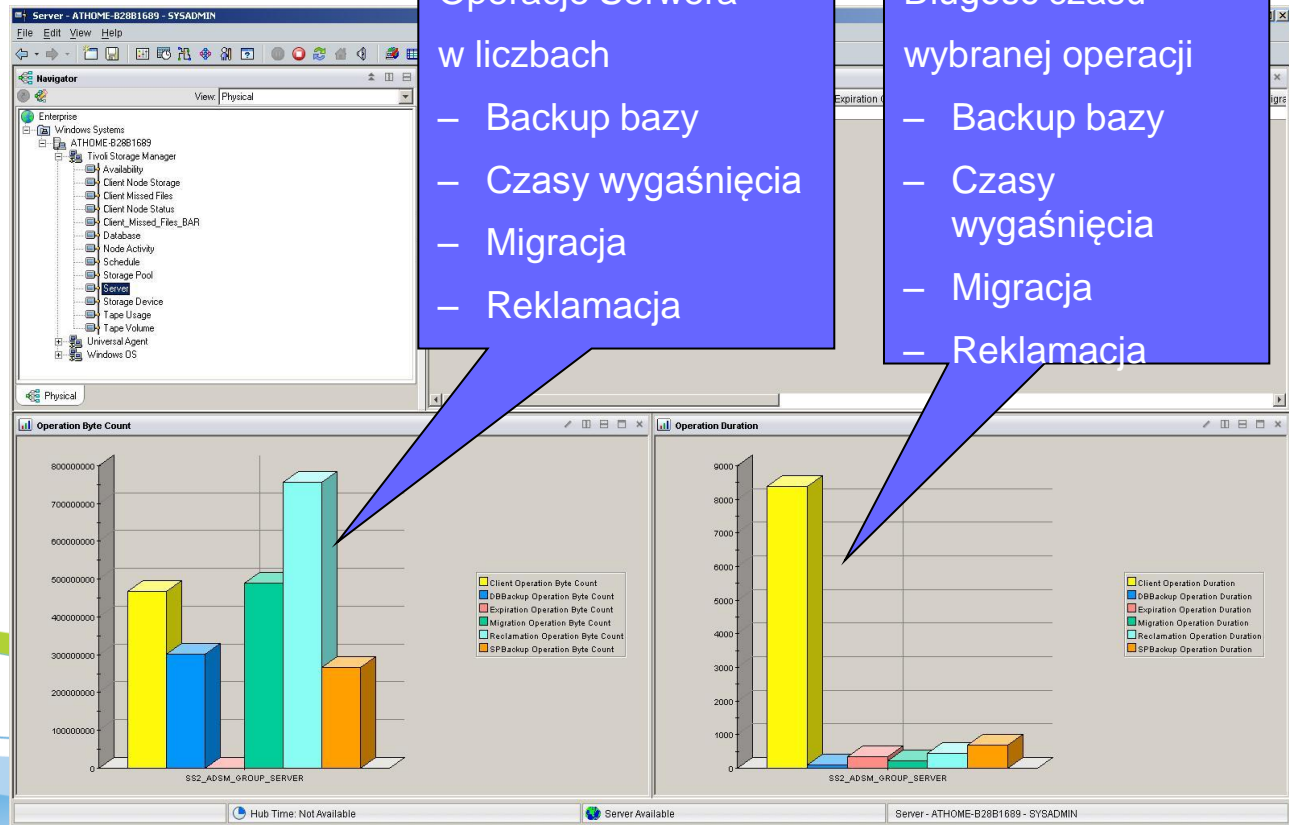 Server - ATHOME-B28B1689 - SYSADMIN
File Edit View Help
Navigator
View: Physical
Enterprise
Windows Systems
ATHOME-B28B1689
Tivoli Storage Manager
Availability
Client Node Storage
Client Missed Files
Client Node Status
Client_Missed_Files_BAR
Database
Node Activity
Schedule
Storage Pool
Server
Storage Device
Tape Usage
Tape Volume
Universal Agent
Windows OS
Physical
Operacje Serwera
w liczbach
– Backup bazy
– Czasy wygaśnięcia
– Migracja
– Reklamacja
Expiration
Długość czasu
wybranej operacji
– Backup bazy
– Czasy
wygaśnięcia
– Migracja
– Reklamacja
Operation Byte Count
800000000
700000000
600000000
500000000
400000000
300000000
200000000
100000000
0
SS2_ADSM_GROUP_SERVER
Client Operation Byte Count
DBBackup Operation Byte Count
Expiration Operation Byte Count
Migration Operation Byte Count
Reclamation Operation Byte Count
SPBackup Operation Byte Count
Operation Duration
9000
8000
7000
6000
5000
4000
3000
2000
1000
0
SS2_ADSM_GROUP_SERVER
Client Operation Duration
DBBackup Operation Duration
Expiration Operation Duration
Migration Operation Duration
Reclamation Operation Duration
SPBackup Operation Duration
Hub Time: Not Available
Server Available
Server - ATHOME-B28B1689 - SYSADMIN